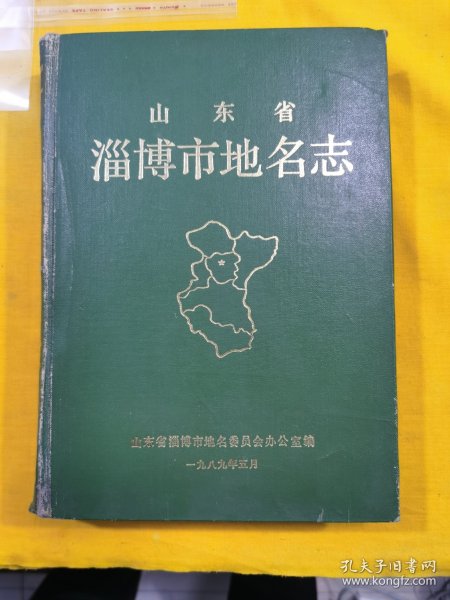 山东省
淄博市地名志
山东省淄博市地名委员会办公室编
一九八九年五月
孔夫子旧书网
www.kongfz.com